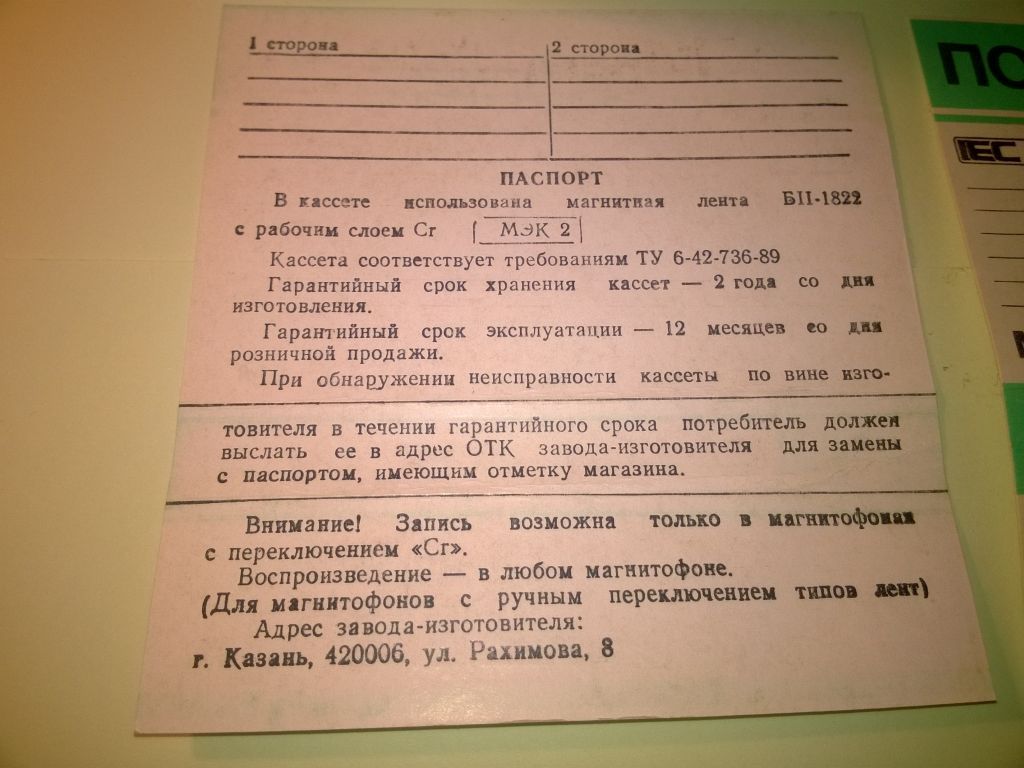 1 сторона
2 сторона
ПАСПОРТ
В кассете использована магнитная лента БП-1822
с рабочим слоем Cr МЭК 2
Кассета соответствует требованиям ТУ 6-42-736-89
Гарантийный срок хранения кассет — 2 года со дня
изготовления.
Гарантийный срок эксплуатации — 12 месяцев со дня
розничной продажи.
При обнаружении неисправности кассеты по вине изго-
товителя в течении гарантийного срока потребитель должен
выслать ее в адрес ОТК завода-изготовителя для замены
с паспортом, имеющим отметку магазина.
Внимание! Запись возможна только в магнитофонах
с переключением «Cr».
Воспроизведение — в любом магнитофоне.
(Для магнитофонов с ручным переключением типов лент)
Адрес завода-изготовителя:
г. Казань, 420006, ул. Рахимова, 8
ПО
IEC